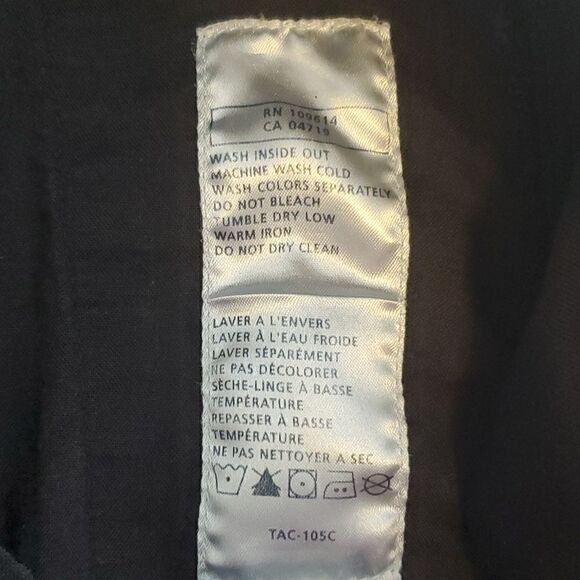 RN 109614
CA 04719
WASH INSIDE OUT
MACHINE WASH COLD
WASH COLORS SEPARATELY
DO NOT BLEACH
TUMBLE DRY LOW
WARM IRON
DO NOT DRY CLEAN
LAVER A L'ENVERS
LAVER À L'EAU FROIDE
LAVER SÉPARÉMENT
NE PAS DÉCOLORER
SÈCHE-LINGE À BASSE
TEMPÉRATURE
REPASSER À BASSE
TEMPÉRATURE
NE PAS NETTOYER A SEC
TAC-105C